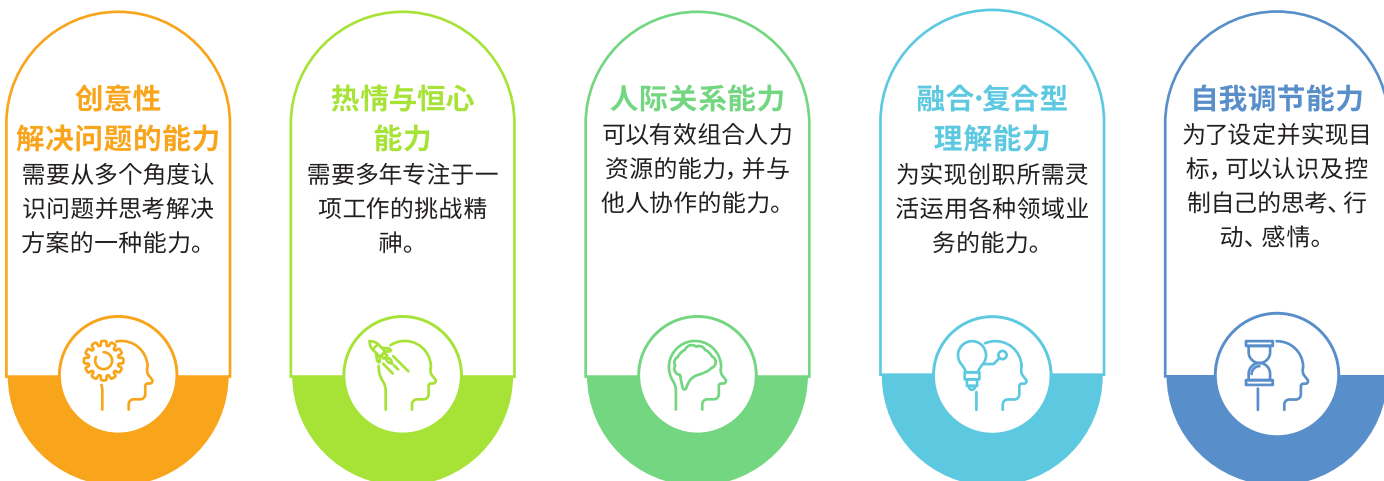 创意性
解决问题的能力
需要从多个角度认
识问题并思考解决
方案的一种能力。
热情与恒心
能力
需要多年专注于一
项工作的挑战精
神。
人际关系能力
可以有效组合人力
资源的能力，并与
他人协作的能力。
融合·复合型
理解能力
为实现创职所需灵
活运用各种领域业
务的能力。
自我调节能力
为了设定并实现目
标，可以认识及控
制自己的思考、行
动、感情。